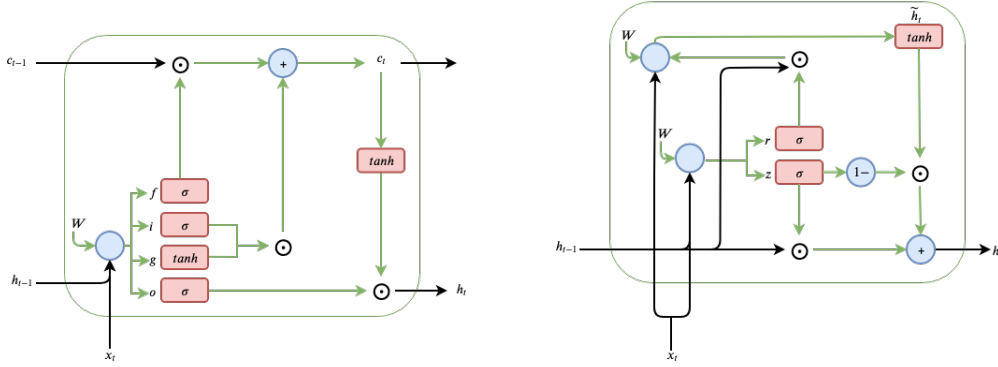 c_{t-1}
+
c_t
tanh
f σ
i σ
W
g tanh
h_{t-1}
o σ
h_t
x_t
h̃_t
W
tanh
W
r σ
z σ
1−
h_{t-1}
+
h
x_t